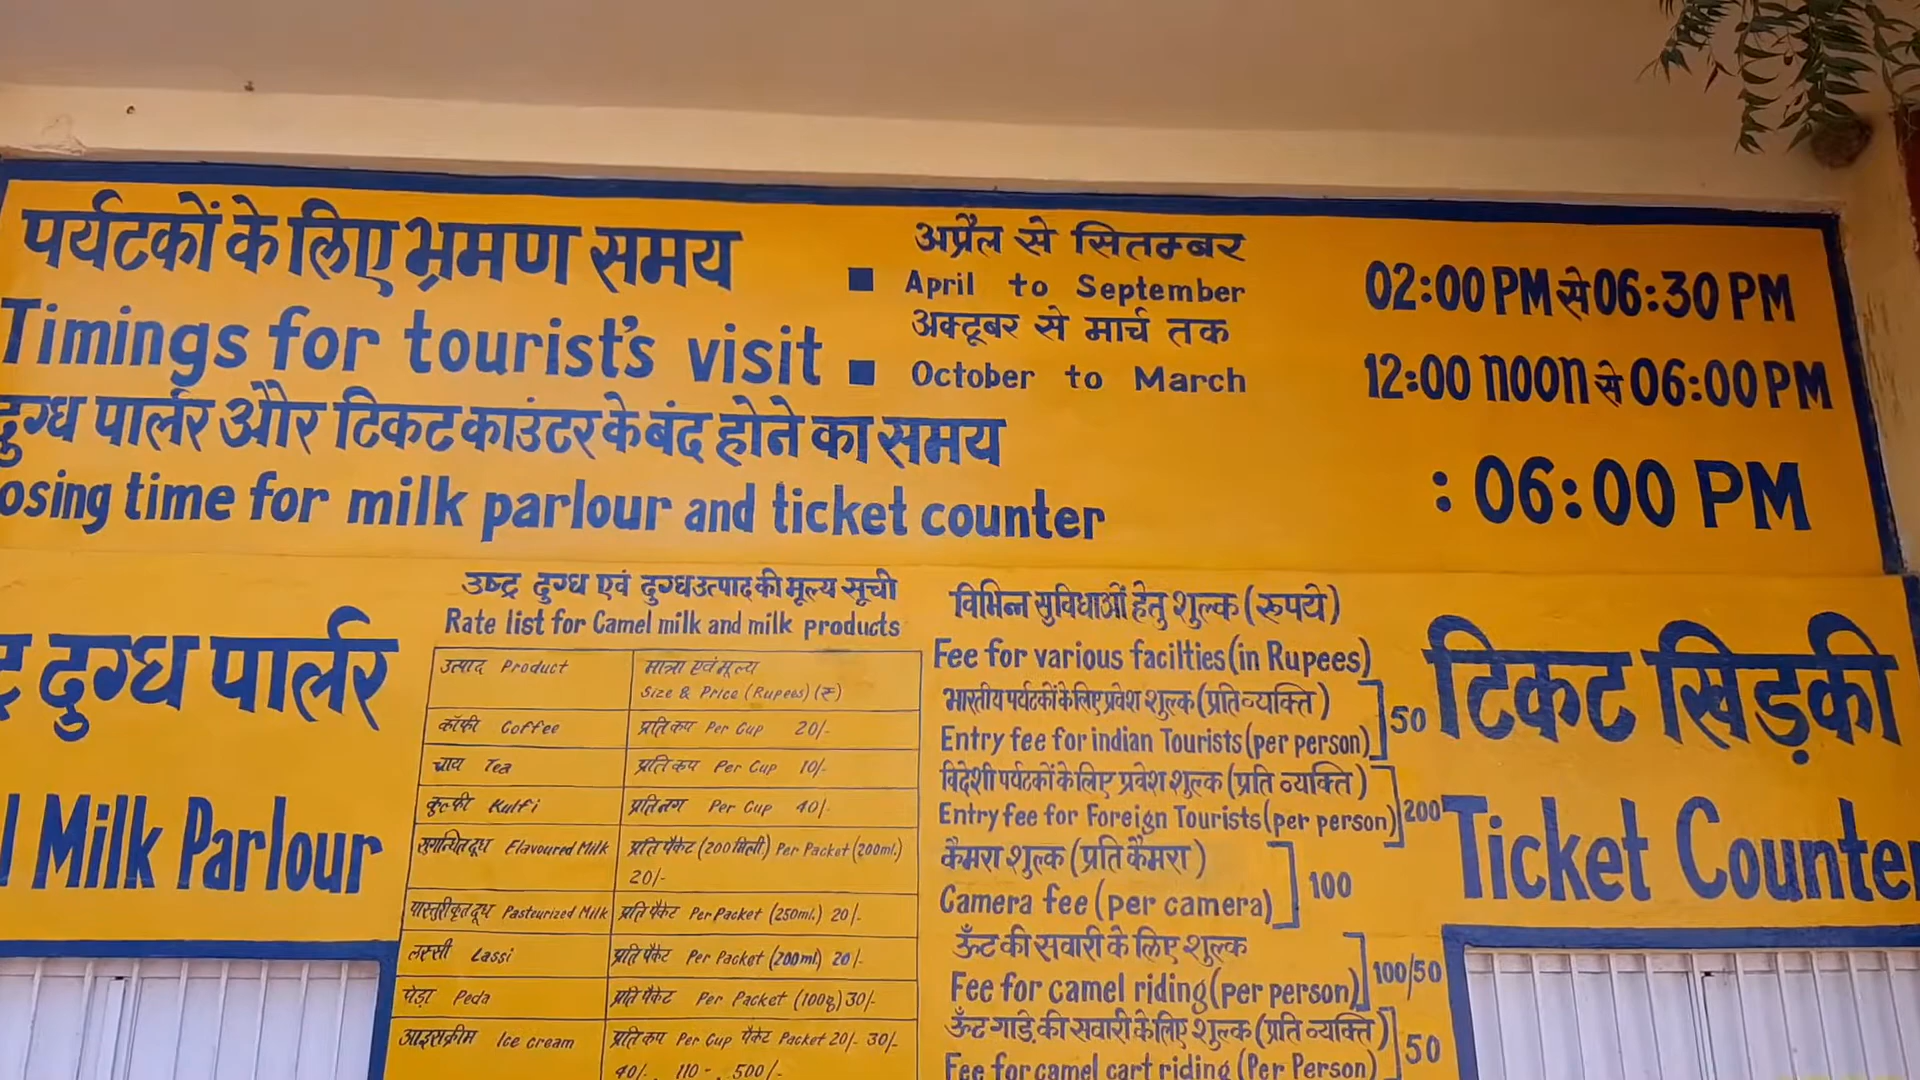 पर्यटकों के लिए भ्रमण समय
Timings for tourist's visit
अप्रैल से सितम्बर
■ April to September
02:00 PM से 06:30 PM
अक्टूबर से मार्च तक
■ October to March
12:00 noon से 06:00 PM
दुग्ध पार्लर और टिकट काउंटर के बंद होने का समय
osing time for milk parlour and ticket counter
: 06:00 PM
दुग्ध पार्लर
Milk Parlour
उष्ट्र दुग्ध एवं दुग्ध उत्पाद की मूल्य सूची
Rate list for Camel milk and milk products
उत्पाद Product
मात्रा एवं मूल्य
Size & Price (Rupees) (₹)
कॉफी Coffee
प्रति कप Per Cup 20/-
चाय Tea
प्रति कप Per Cup 10/-
कुल्फी Kulfi
प्रति नग Per Cup 40/-
सुगन्धित दूध Flavoured Milk
प्रति पैकेट (200 मिली) Per Packet (200ml.)
20/-
पास्तुरीकृत दूध Pasteurized Milk
प्रति पैकेट Per Packet (250ml.) 20/-
लस्सी Lassi
प्रति पैकेट Per Packet (200ml) 20/-
पेड़ा Peda
प्रति पैकेट Per Packet (100g) 30/-
आइसक्रीम Ice cream
प्रति कप Per Cup पैकेट Packet 20/- 30/-
40/- 110 - 500/-
विभिन्न सुविधाओं हेतु शुल्क (रूपये)
Fee for various facilties (in Rupees)
भारतीय पर्यटकों के लिए प्रवेश शुल्क (प्रति व्यक्ति)
Entry fee for indian Tourists (per person)
50
विदेशी पर्यटकों के लिए प्रवेश शुल्क (प्रति व्यक्ति)
Entry fee for Foreign Tourists (per person)
200
कैमरा शुल्क (प्रति कैमरा)
Camera fee (per camera)
100
ऊँट की सवारी के लिए शुल्क
Fee for camel riding (per person)
100/50
ऊँट गाड़े की सवारी के लिए शुल्क (प्रति व्यक्ति)
Fee for camel cart riding (Per Person)
50
टिकट खिड़की
Ticket Counter